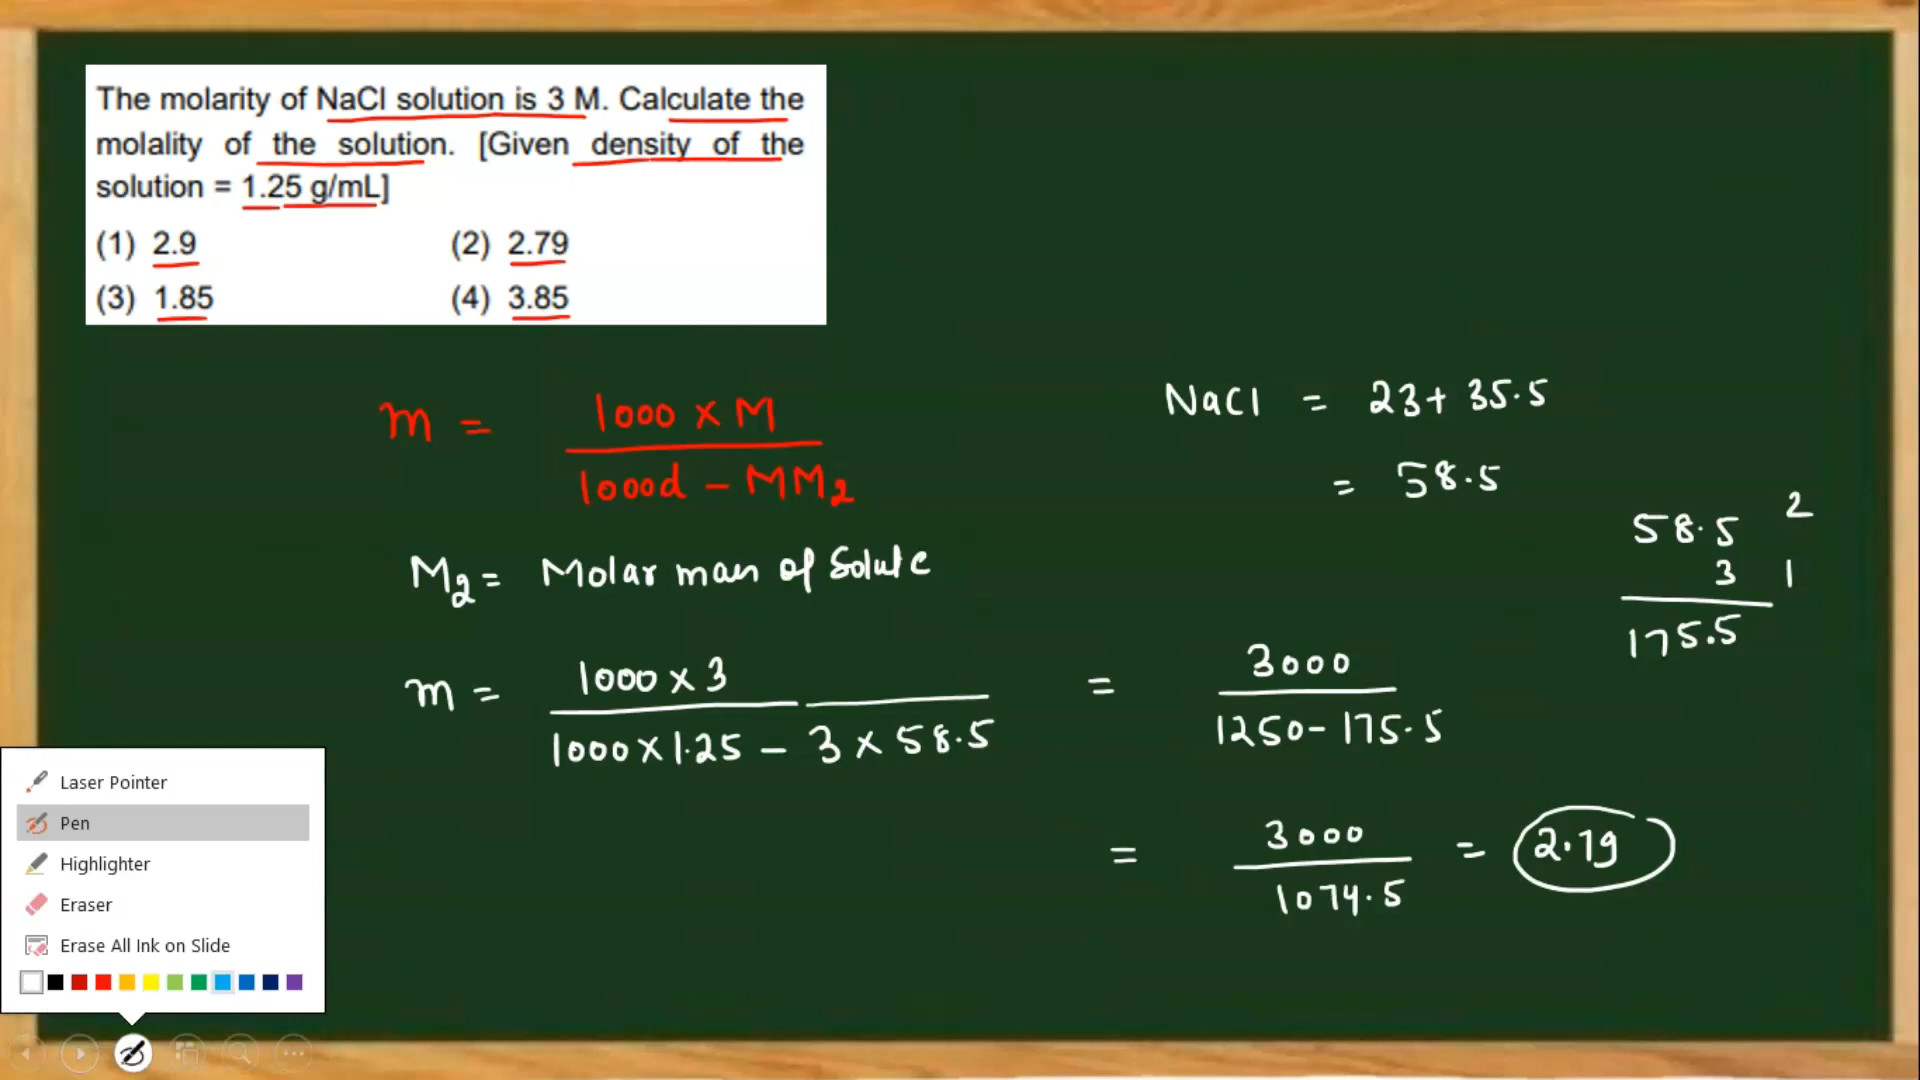 The molarity of NaCl solution is 3 M. Calculate the
molality of the solution. [Given density of the
solution = 1.25 g/mL]
(1) 2.9 (2) 2.79
(3) 1.85 (4) 3.85
m = 1000 × M / 1000d - MM₂
M₂ = Molar mass of Solute
m = 1000 × 3 / 1000 × 1.25 - 3 × 58.5 = 3000 / 1250 - 175.5
= 3000 / 1074.5 = 2.79
NaCl = 23 + 35.5
= 58.5
58.5 2
3 1
175.5
Laser Pointer
Pen
Highlighter
Eraser
Erase All Ink on Slide